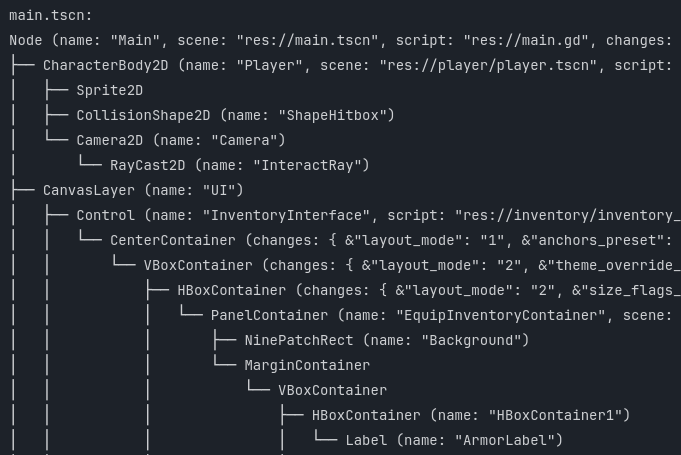 main.tscn:
Node (name: "Main", scene: "res://main.tscn", script: "res://main.gd", changes:
├── CharacterBody2D (name: "Player", scene: "res://player/player.tscn", script:
│   ├── Sprite2D
│   ├── CollisionShape2D (name: "ShapeHitbox")
│   └── Camera2D (name: "Camera")
│       └── RayCast2D (name: "InteractRay")
├── CanvasLayer (name: "UI")
│   ├── Control (name: "InventoryInterface", script: "res://inventory/inventory_
│   │   └── CenterContainer (changes: { &"layout_mode": "1", &"anchors_preset":
│   │       └── VBoxContainer (changes: { &"layout_mode": "2", &"theme_override_
│   │           ├── HBoxContainer (changes: { &"layout_mode": "2", &"size_flags_
│   │           │   └── PanelContainer (name: "EquipInventoryContainer", scene:
│   │           │       ├── NinePatchRect (name: "Background")
│   │           │       └── MarginContainer
│   │           │           └── VBoxContainer
│   │           │               ├── HBoxContainer (name: "HBoxContainer1")
│   │           │               │   └── Label (name: "ArmorLabel")